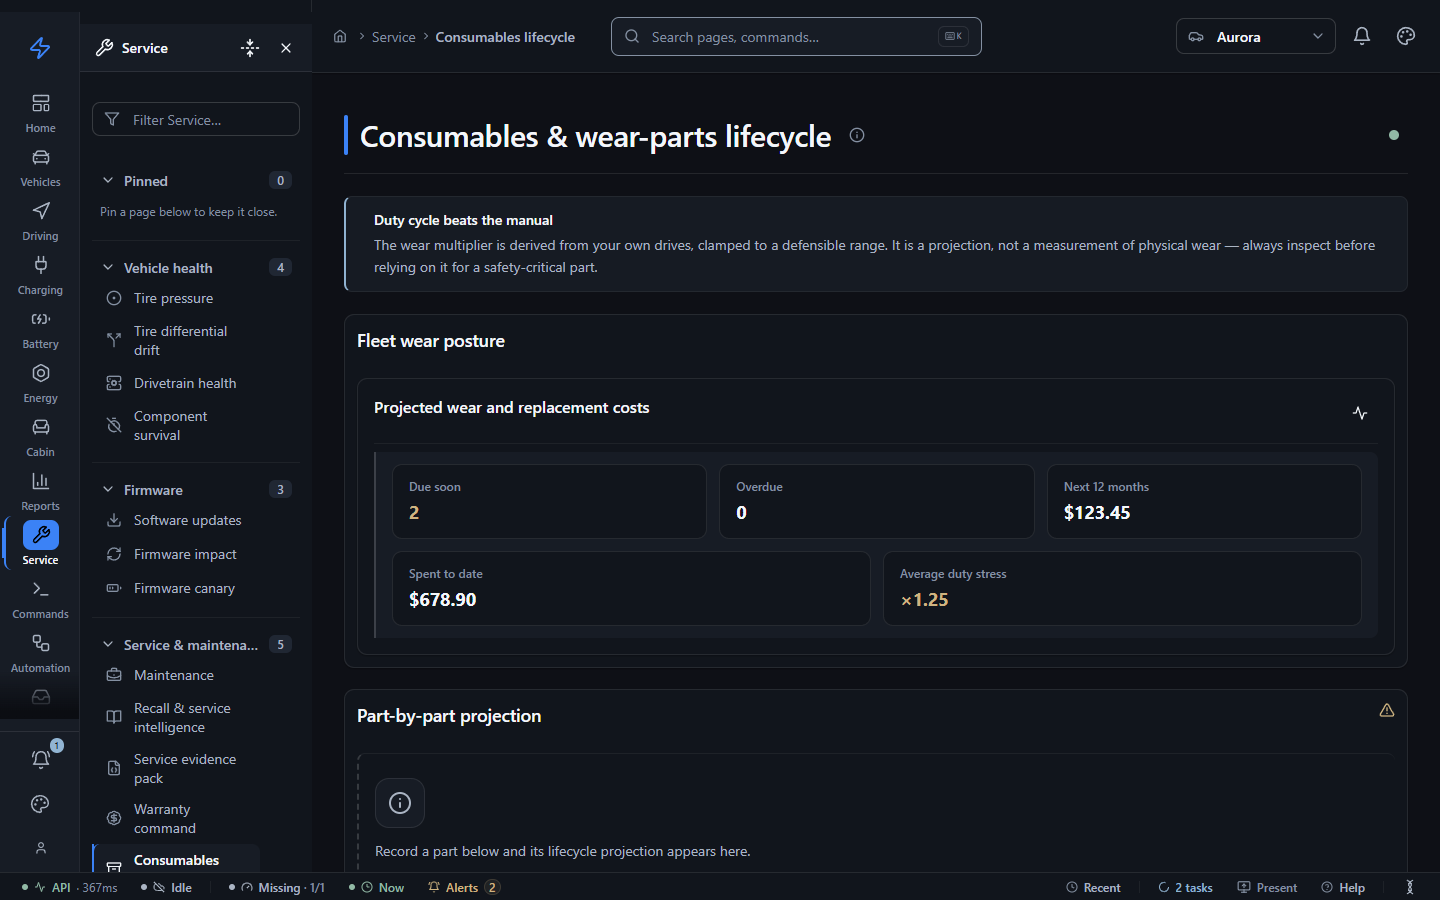 Service
Service
Consumables lifecycle
Search pages, commands...
K
Aurora
Home
Vehicles
Driving
Charging
Battery
Energy
Cabin
Reports
Service
Commands
Automation
1
Filter Service...
Pinned
0
Pin a page below to keep it close.
Vehicle health
4
Tire pressure
Tire differential
drift
Drivetrain health
Component
survival
Firmware
3
Software updates
Firmware impact
Firmware canary
Service & maintena...
5
Maintenance
Recall & service
intelligence
Service evidence
pack
Warranty
command
Consumables
Consumables & wear-parts lifecycle
Duty cycle beats the manual
The wear multiplier is derived from your own drives, clamped to a defensible range. It is a projection, not a measurement of physical wear — always inspect before
relying on it for a safety-critical part.
Fleet wear posture
Projected wear and replacement costs
Due soon
2
Overdue
0
Next 12 months
$123.45
Spent to date
$678.90
Average duty stress
×1.25
Part-by-part projection
Record a part below and its lifecycle projection appears here.
API · 367ms
Idle
Missing · 1/1
Now
Alerts 2
Recent
2 tasks
Present
Help